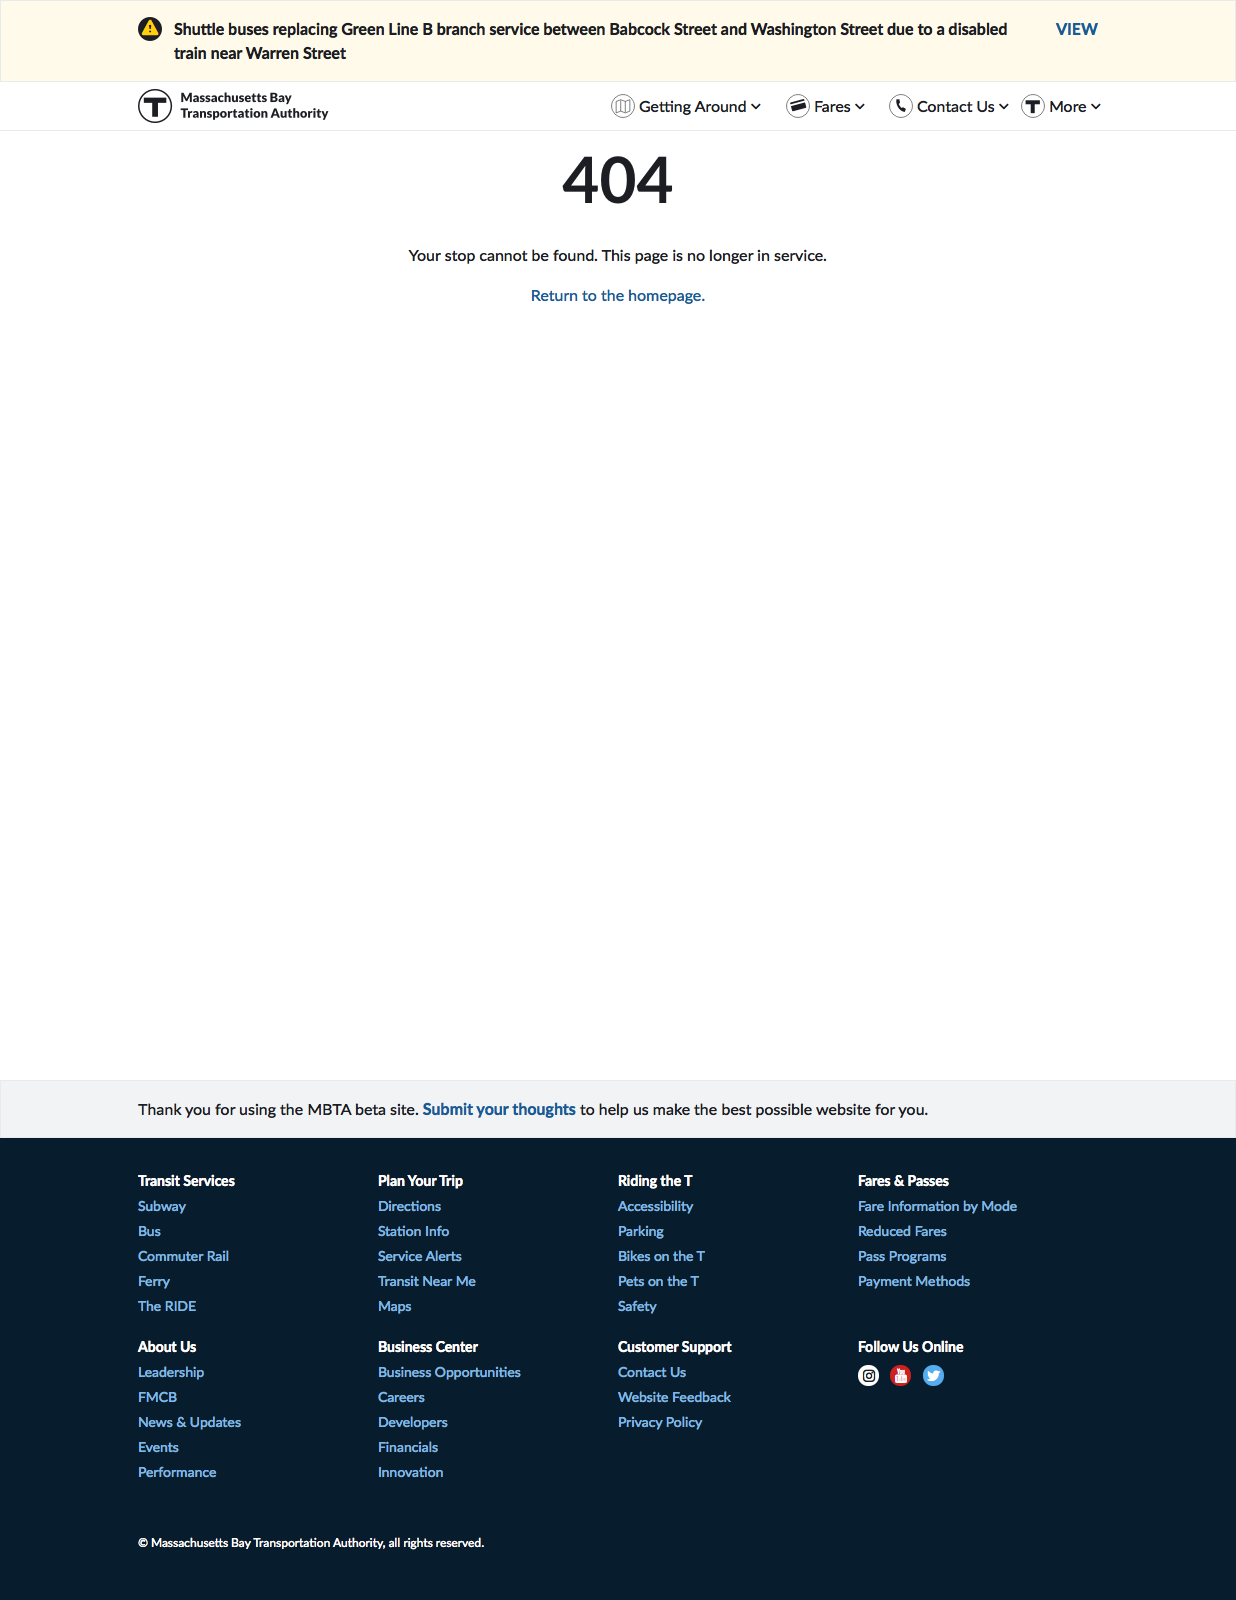 Shuttle buses replacing Green Line B branch service between Babcock Street and Washington Street due to a disabled
train near Warren Street
VIEW
Massachusetts Bay
Transportation Authority
Getting Around
Fares
Contact Us
More
404
Your stop cannot be found. This page is no longer in service.
Return to the homepage.
Thank you for using the MBTA beta site. Submit your thoughts to help us make the best possible website for you.
Transit Services
Subway
Bus
Commuter Rail
Ferry
The RIDE
Plan Your Trip
Directions
Station Info
Service Alerts
Transit Near Me
Maps
Riding the T
Accessibility
Parking
Bikes on the T
Pets on the T
Safety
Fares & Passes
Fare Information by Mode
Reduced Fares
Pass Programs
Payment Methods
About Us
Leadership
FMCB
News & Updates
Events
Performance
Business Center
Business Opportunities
Careers
Developers
Financials
Innovation
Customer Support
Contact Us
Website Feedback
Privacy Policy
Follow Us Online
© Massachusetts Bay Transportation Authority, all rights reserved.